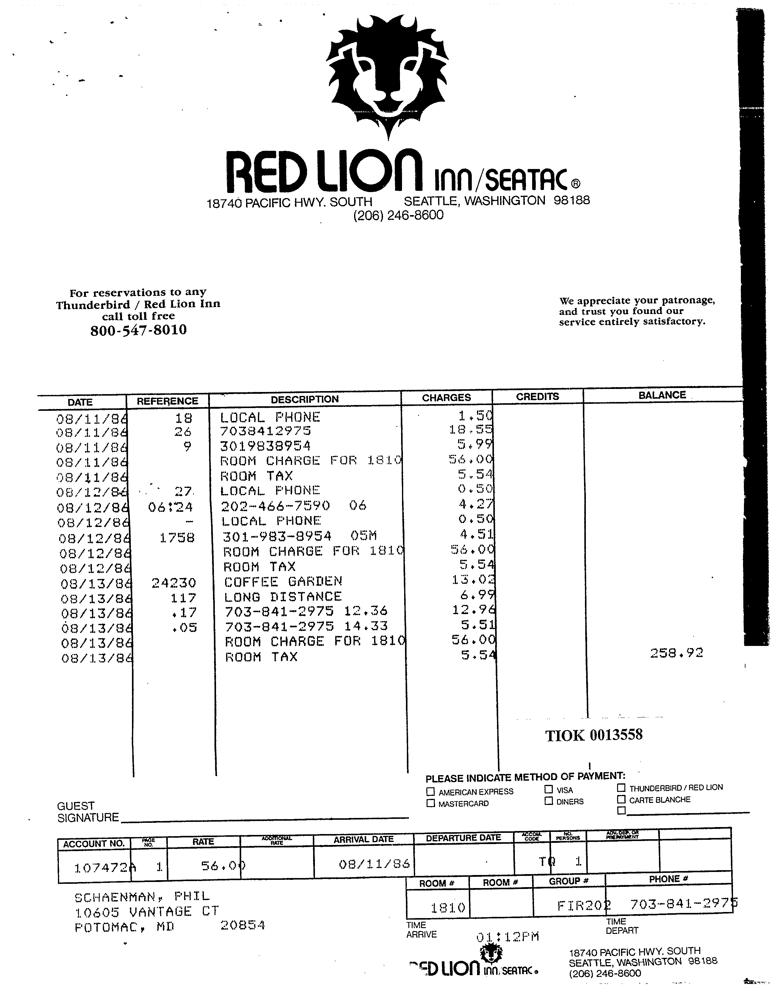 RED LION INN/SEATAC®
18740 PACIFIC HWY. SOUTH SEATTLE, WASHINGTON 98188
(206) 246-8600
For reservations to any
Thunderbird / Red Lion Inn
call toll free
800-547-8010
We appreciate your patronage,
and trust you found our
service entirely satisfactory.
DATE REFERENCE DESCRIPTION CHARGES CREDITS BALANCE
08/11/86 18 LOCAL PHONE 1.50
08/11/86 26 7038412975 18.55
08/11/86 9 3019838954 5.99
08/11/86 ROOM CHARGE FOR 1810 56.00
08/11/86 ROOM TAX 5.54
08/12/86 27 LOCAL PHONE 0.50
08/12/86 06:24 202-466-7590 06 4.27
08/12/86 - LOCAL PHONE 0.50
08/12/86 1758 301-983-8954 05M 4.51
08/12/86 ROOM CHARGE FOR 1810 56.00
08/12/86 ROOM TAX 5.54
08/13/86 24230 COFFEE GARDEN 13.02
08/13/86 117 LONG DISTANCE 6.99
08/13/86 .17 703-841-2975 12.36 12.96
08/13/86 .05 703-841-2975 14.33 5.51
08/13/86 ROOM CHARGE FOR 1810 56.00
08/13/86 ROOM TAX 5.54 258.92
TIOK 0013558
PLEASE INDICATE METHOD OF PAYMENT:
AMERICAN EXPRESS VISA THUNDERBIRD / RED LION
MASTERCARD DINERS CARTE BLANCHE
GUEST
SIGNATURE
ACCOUNT NO. PAGE NO. RATE ADDITIONAL RATE ARRIVAL DATE DEPARTURE DATE ACCOM. CODE NO. PERSONS ADV. DEP. OR PREPAYMENT
107472A 1 56.00 08/11/86 TQ 1
ROOM # ROOM # GROUP # PHONE #
1810 FIR202 703-841-2975
SCHAENMAN, PHIL
10605 VANTAGE CT
POTOMAC, MD 20854
TIME
ARRIVE 01:12PM
TIME
DEPART
RED LION INN/SEATAC®
18740 PACIFIC HWY. SOUTH
SEATTLE, WASHINGTON 98188
(206) 246-8600